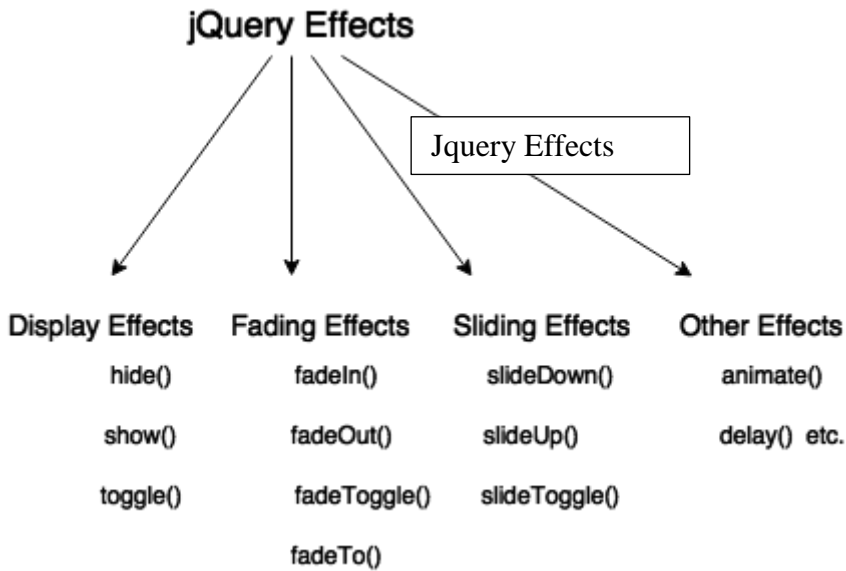 jQuery Effects
Jquery Effects
Display Effects Fading Effects Sliding Effects Other Effects
hide() fadeIn() slideDown() animate()
show() fadeOut() slideUp() delay() etc.
toggle() fadeToggle() slideToggle()
fadeTo()